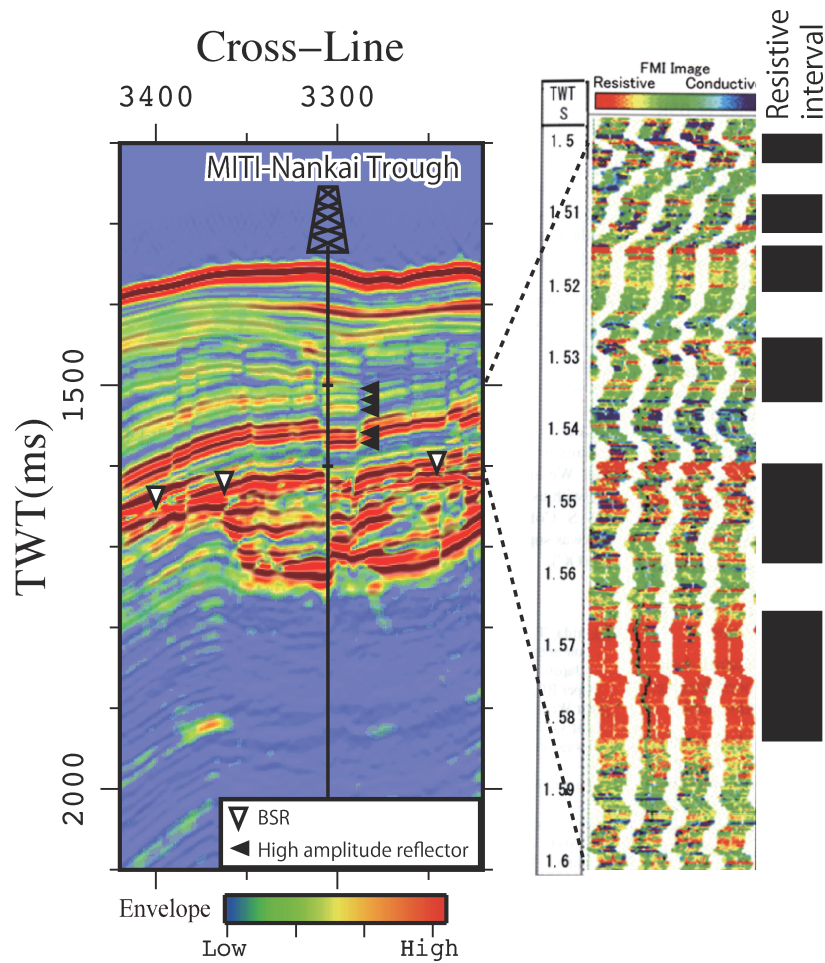 Cross-Line
3400 3300
MITI-Nankai Trough
1500
2000
TWT(ms)
BSR
High amplitude reflector
Envelope
Low High
FMI Image
Resistive Conductive
TWT
S
1.5
1.51
1.52
1.53
1.54
1.55
1.56
1.57
1.58
1.59
1.6
Resistive
interval